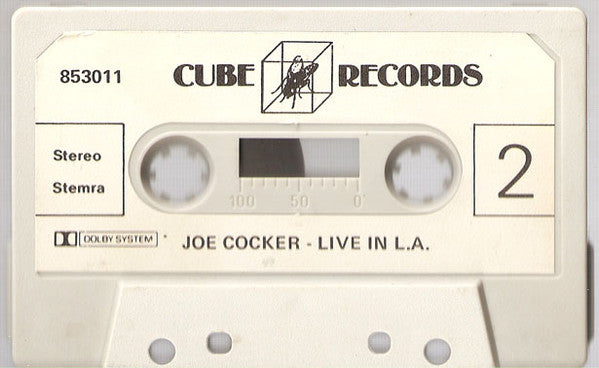 853011
CUBE RECORDS
Stereo
Stemra
2
100 50 0
DOLBY SYSTEM
JOE COCKER - LIVE IN L.A.